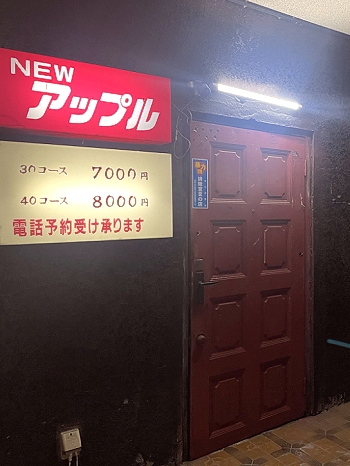 NEW
アップル
30コース 7000円
40コース 8000円
電話予約受け承ります